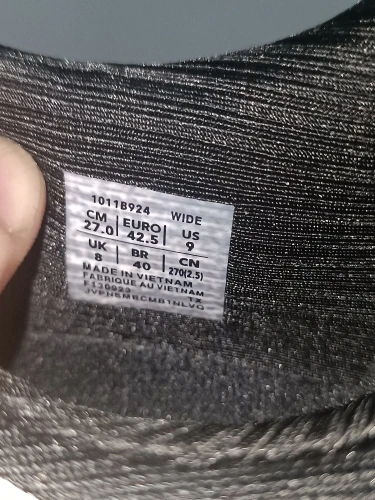 1011B924 WIDE
CM EURO US
27.0 42.5 9
UK BR CN
8 40 270(2.5)
MADE IN VIETNAM
FABRIQUE AU VIETNAM